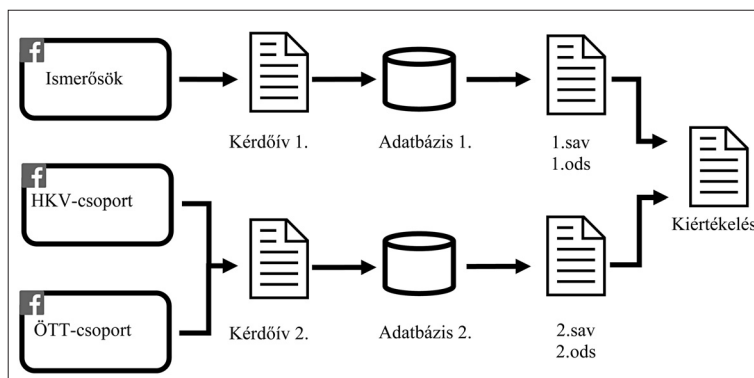 Ismerősök
Kérdőív 1.
Adatbázis 1.
1.sav
1.ods
HKV-csoport
ÖTT-csoport
Kérdőív 2.
Adatbázis 2.
2.sav
2.ods
Kiértékelés